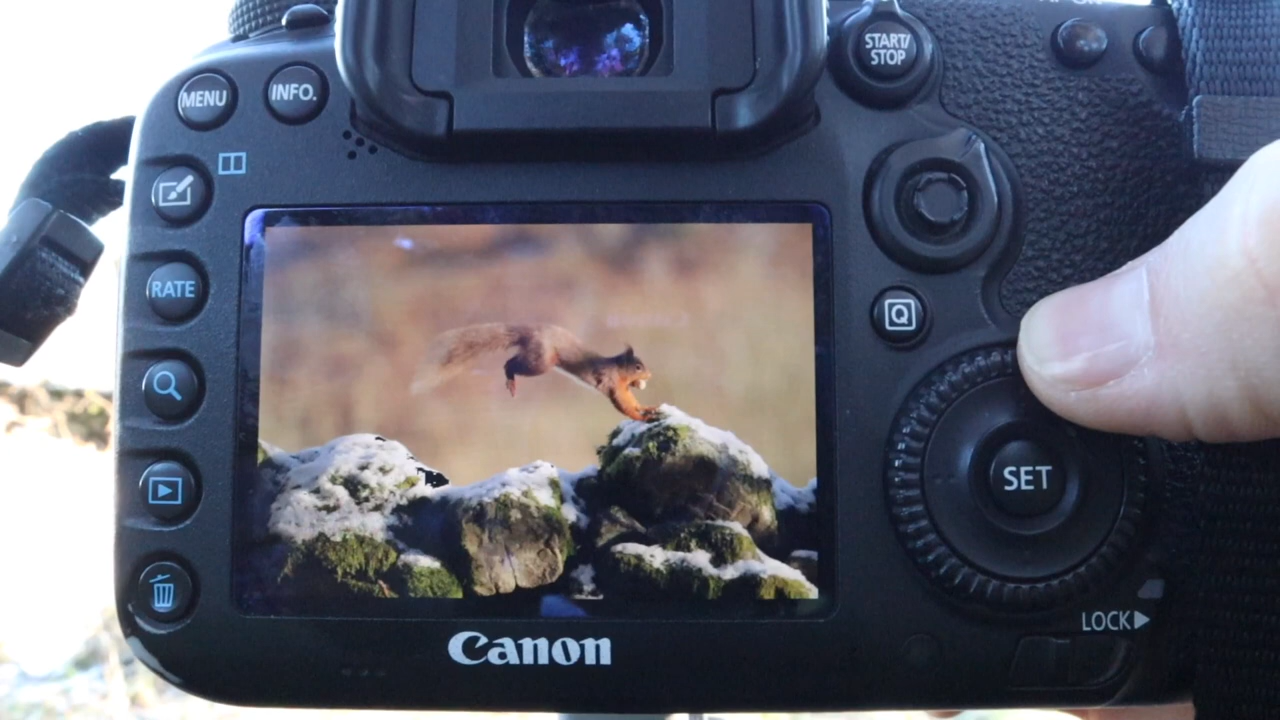 START/
STOP
MENU
INFO.
RATE
Q
SET
LOCK
Canon